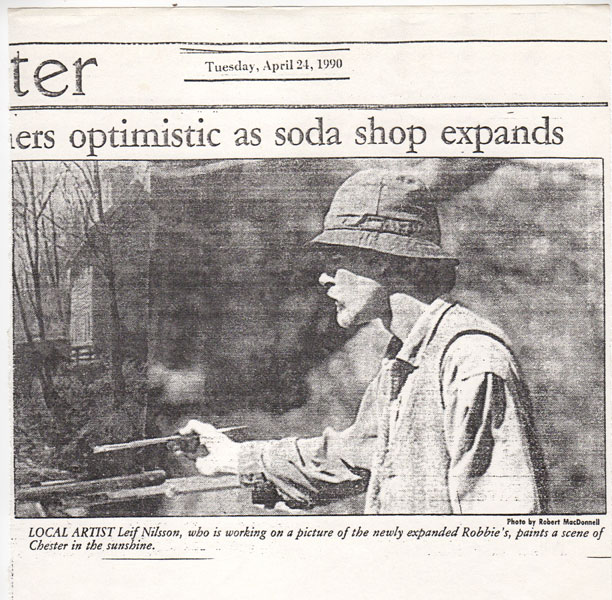 ter
Tuesday, April 24, 1990
ners optimistic as soda shop expands
Photo by Robert MacDonnell
LOCAL ARTIST Leif Nilsson, who is working on a picture of the newly expanded Robbie's, paints a scene of
Chester in the sunshine.